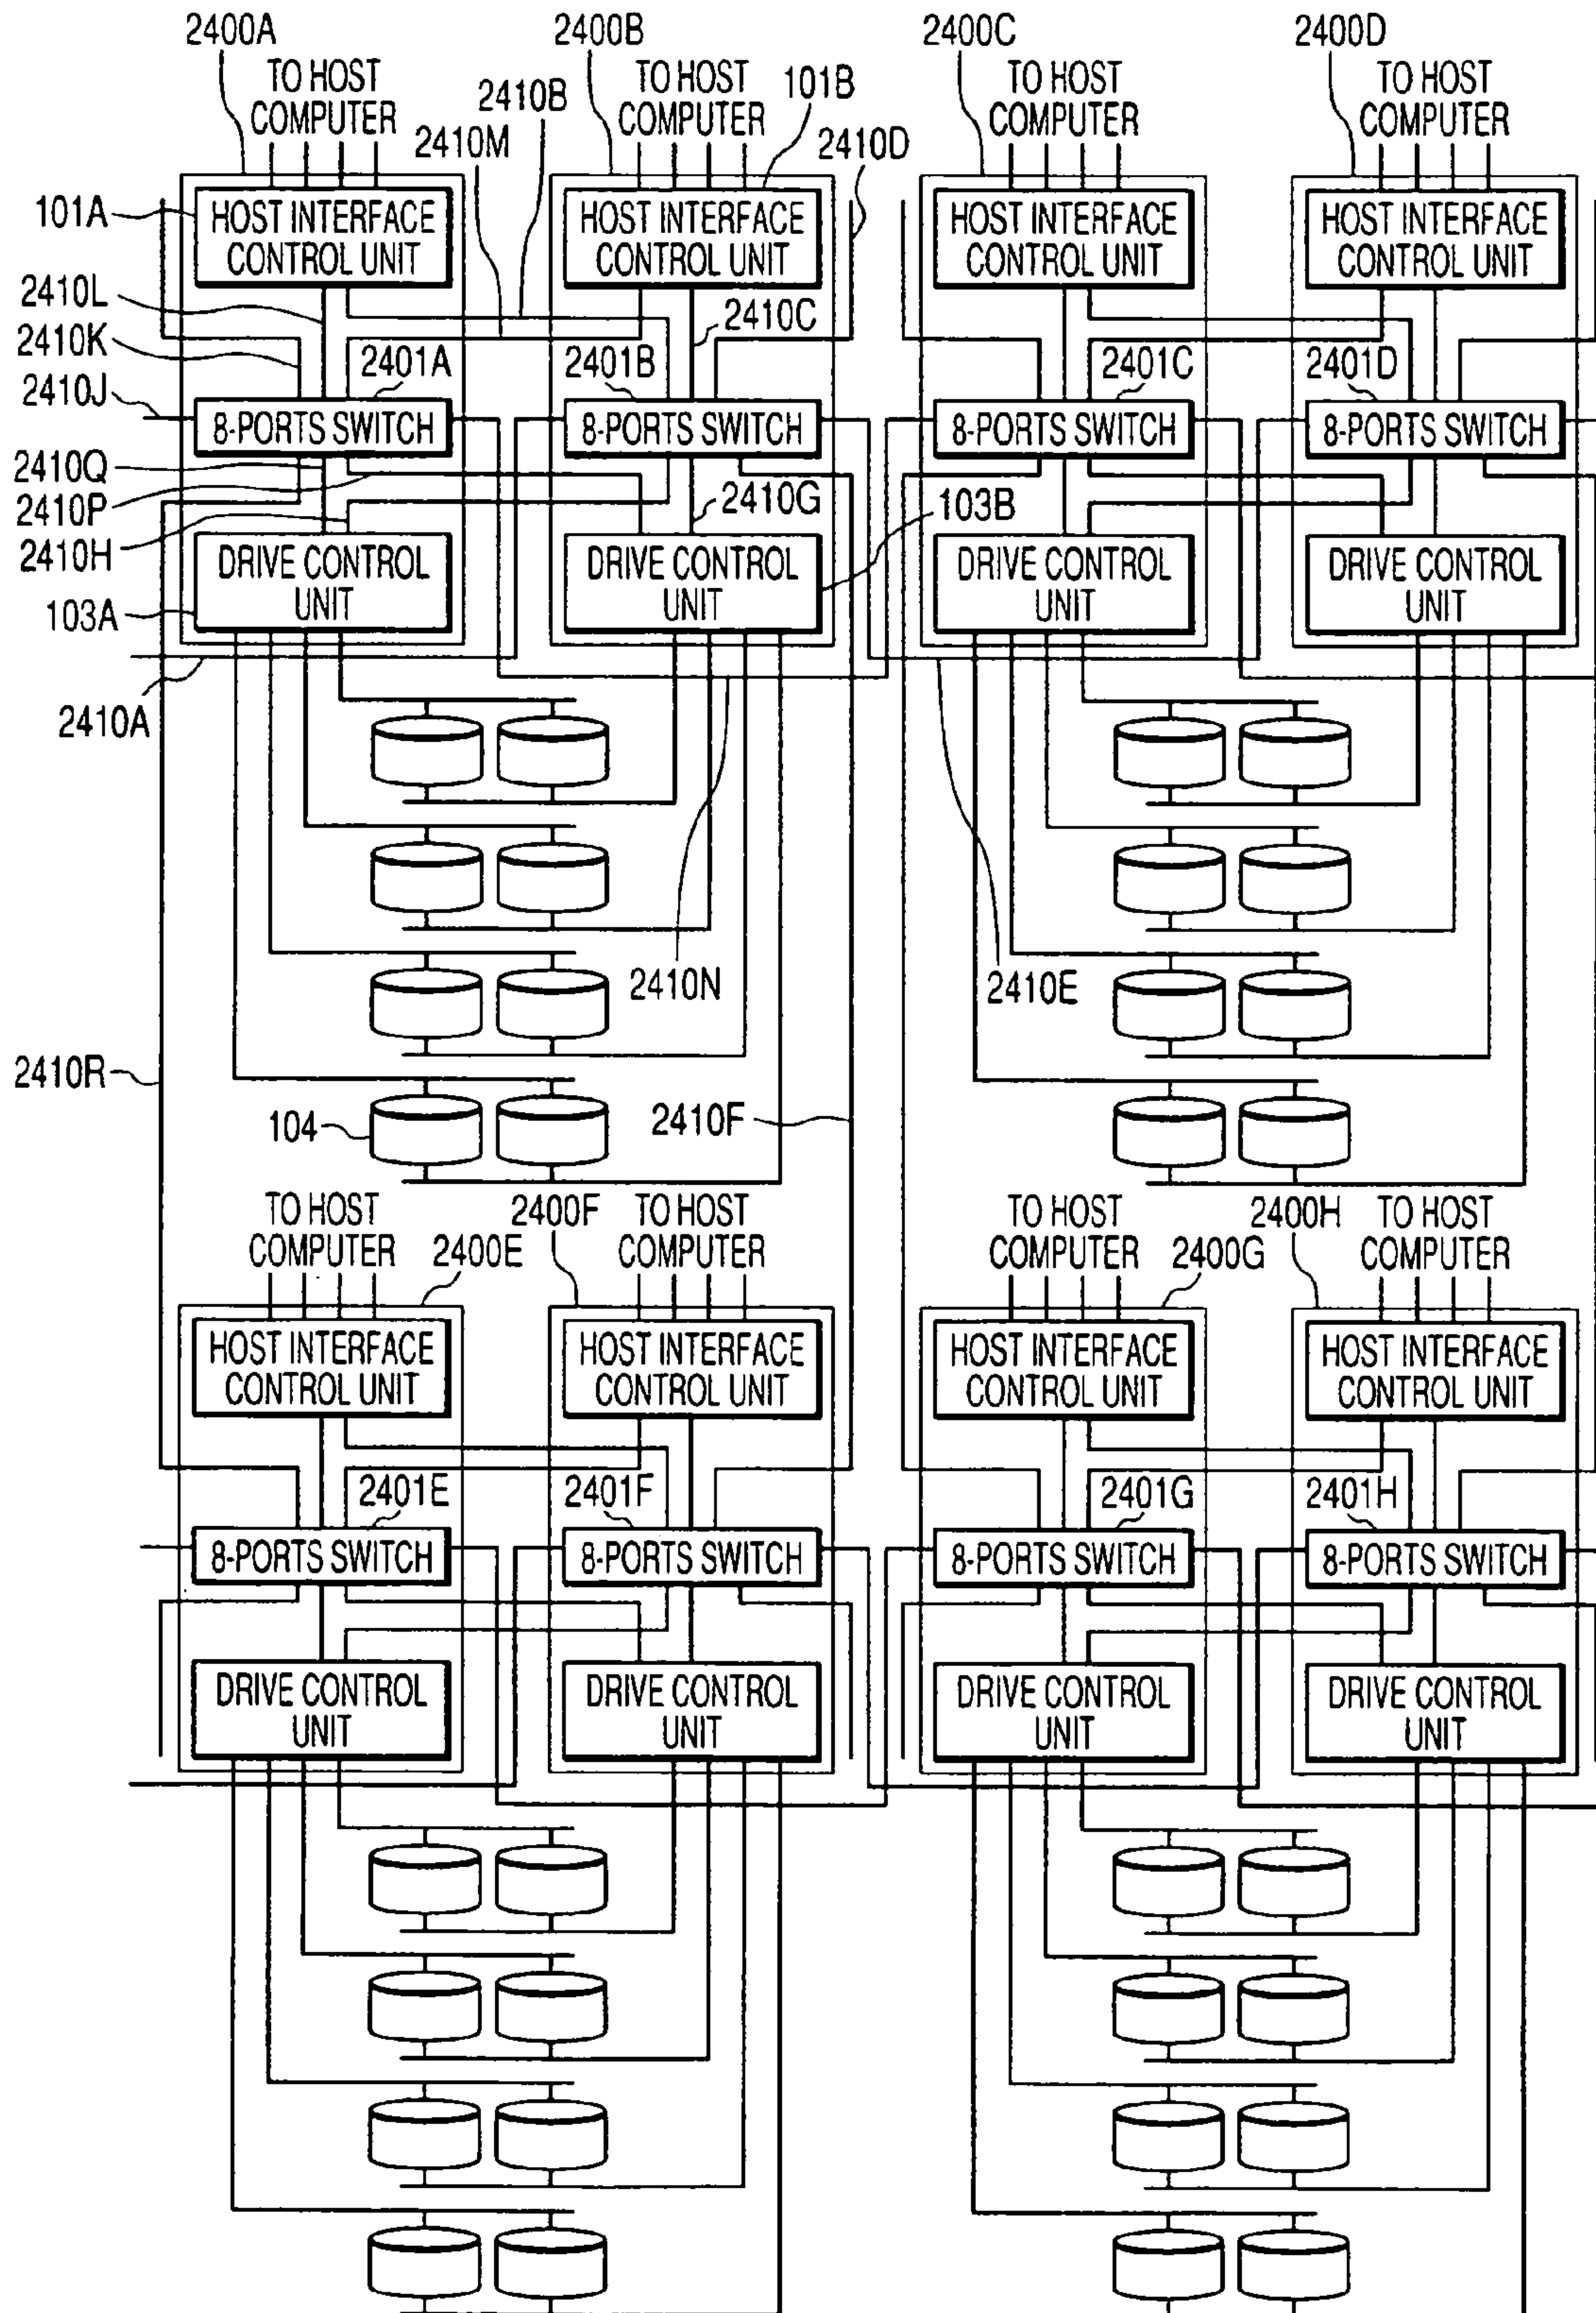 2400A
2400B
2400C
2400D
TO HOST
COMPUTER
TO HOST
COMPUTER
TO HOST
COMPUTER
TO HOST
COMPUTER
2410B
101B
2410M
2410D
101A
HOST INTERFACE
CONTROL UNIT
HOST INTERFACE
CONTROL UNIT
HOST INTERFACE
CONTROL UNIT
HOST INTERFACE
CONTROL UNIT
2410L
2410C
2410K
2401A
2401B
2401C
2401D
2410J
8-PORTS SWITCH
8-PORTS SWITCH
8-PORTS SWITCH
8-PORTS SWITCH
2410Q
2410P
2410G
103B
2410H
DRIVE CONTROL
UNIT
DRIVE CONTROL
UNIT
DRIVE CONTROL
UNIT
DRIVE CONTROL
UNIT
103A
2410A
2410N
2410E
2410R
104
2410F
TO HOST
COMPUTER
2400F
TO HOST
COMPUTER
TO HOST
COMPUTER
2400H
TO HOST
COMPUTER
2400E
2400G
HOST INTERFACE
CONTROL UNIT
HOST INTERFACE
CONTROL UNIT
HOST INTERFACE
CONTROL UNIT
HOST INTERFACE
CONTROL UNIT
2401E
2401F
2401G
2401H
8-PORTS SWITCH
8-PORTS SWITCH
8-PORTS SWITCH
8-PORTS SWITCH
DRIVE CONTROL
UNIT
DRIVE CONTROL
UNIT
DRIVE CONTROL
UNIT
DRIVE CONTROL
UNIT